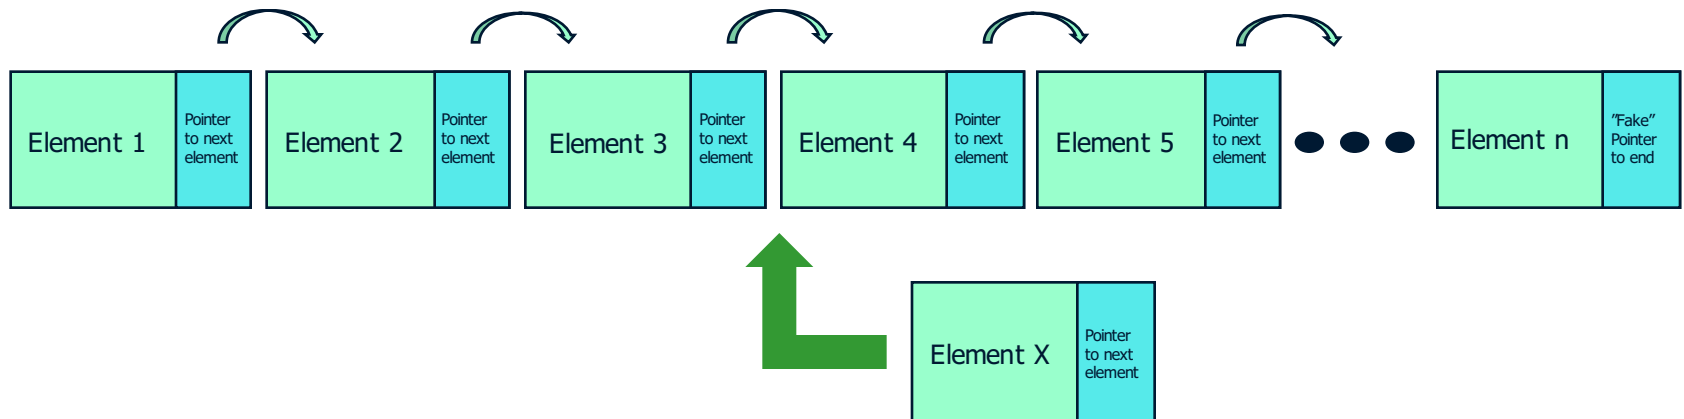 Element 1
Pointer
to next
element
Element 2
Pointer
to next
element
Element 3
Pointer
to next
element
Element 4
Pointer
to next
element
Element 5
Pointer
to next
element
Element n
”Fake”
Pointer
to end
Element X
Pointer
to next
element